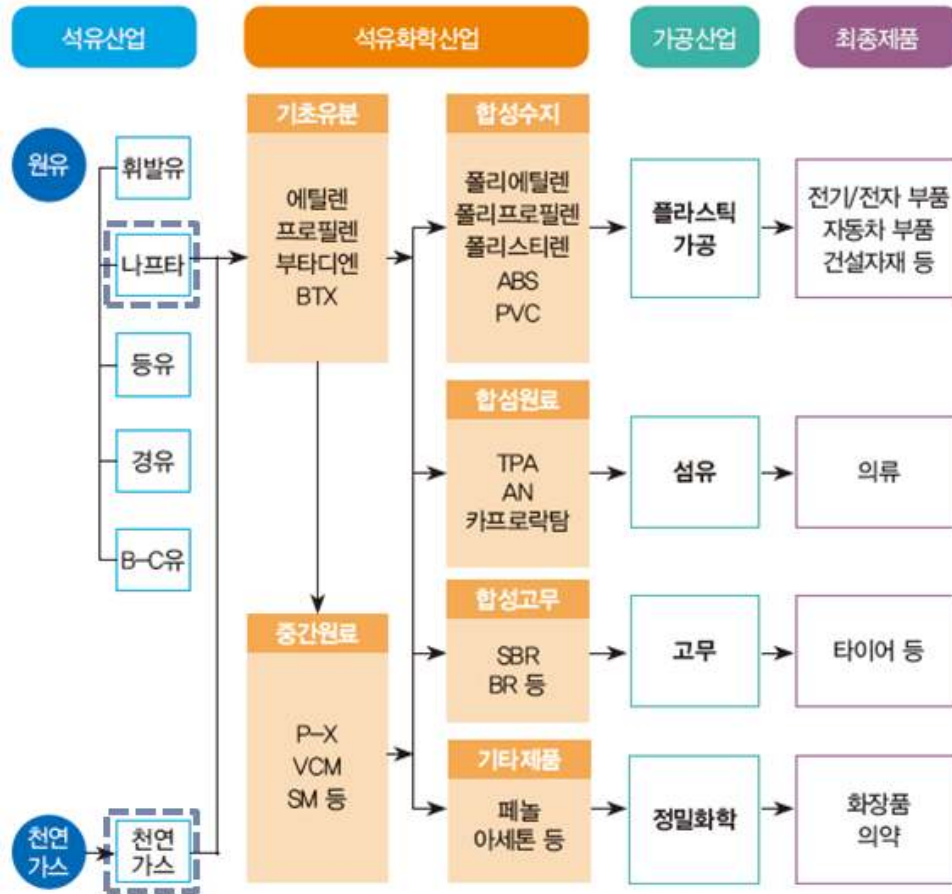 석유산업
석유화학산업
가공산업
최종제품
원유
휘발유
나프타
등유
경유
B-C유
천연
가스
천연
가스
기초유분
에틸렌
프로필렌
부타디엔
BTX
중간원료
P-X
VCM
SM 등
합성수지
폴리에틸렌
폴리프로필렌
폴리스티렌
ABS
PVC
합섬원료
TPA
AN
카프로락탐
합성고무
SBR
BR 등
기타제품
페놀
아세톤 등
플라스틱
가공
섬유
고무
정밀화학
전기/전자 부품
자동차 부품
건설자재 등
의류
타이어 등
화장품
의약